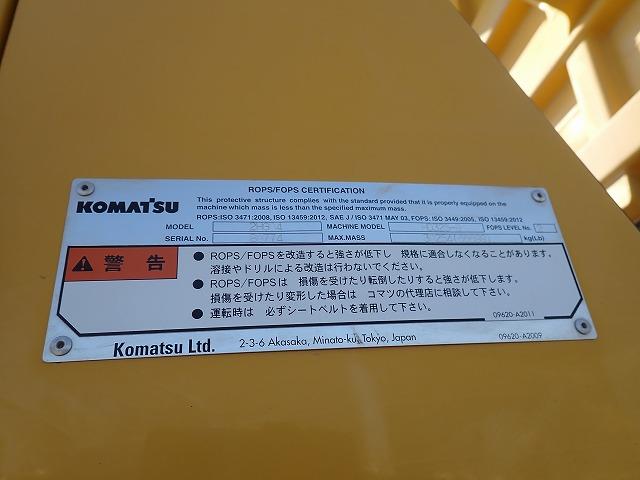 ROPS/FOPS CERTIFICATION
KOMATSU
This protective structure complies with the standard provided that it is properly equipped on the
machine which mass is less than the specified maximum mass.
ROPS:ISO 3471:2008, ISO 13459:2012, SAE J / ISO 3471 MAY 03, FOPS: ISO 3449:2005, ISO 13459:2012
MODEL MACHINE MODEL FOPS LEVEL No.
SERIAL No. MAX.MASS kg(Lb)
警 告
● ROPS/FOPSを改造すると強さが低下し 規格に適合しなくなることがあります。
溶接やドリルによる改造は行わないでください。
● ROPS/FOPSは 損傷を受けたり転倒したりすると強さが低下します。
損傷を受けたり変形した場合は コマツの代理店に相談して下さい。
● 運転時は 必ずシートベルトを着用して下さい。
09620-A2011
Komatsu Ltd. 2-3-6 Akasaka, Minato-ku, Tokyo, Japan 09620-A2009